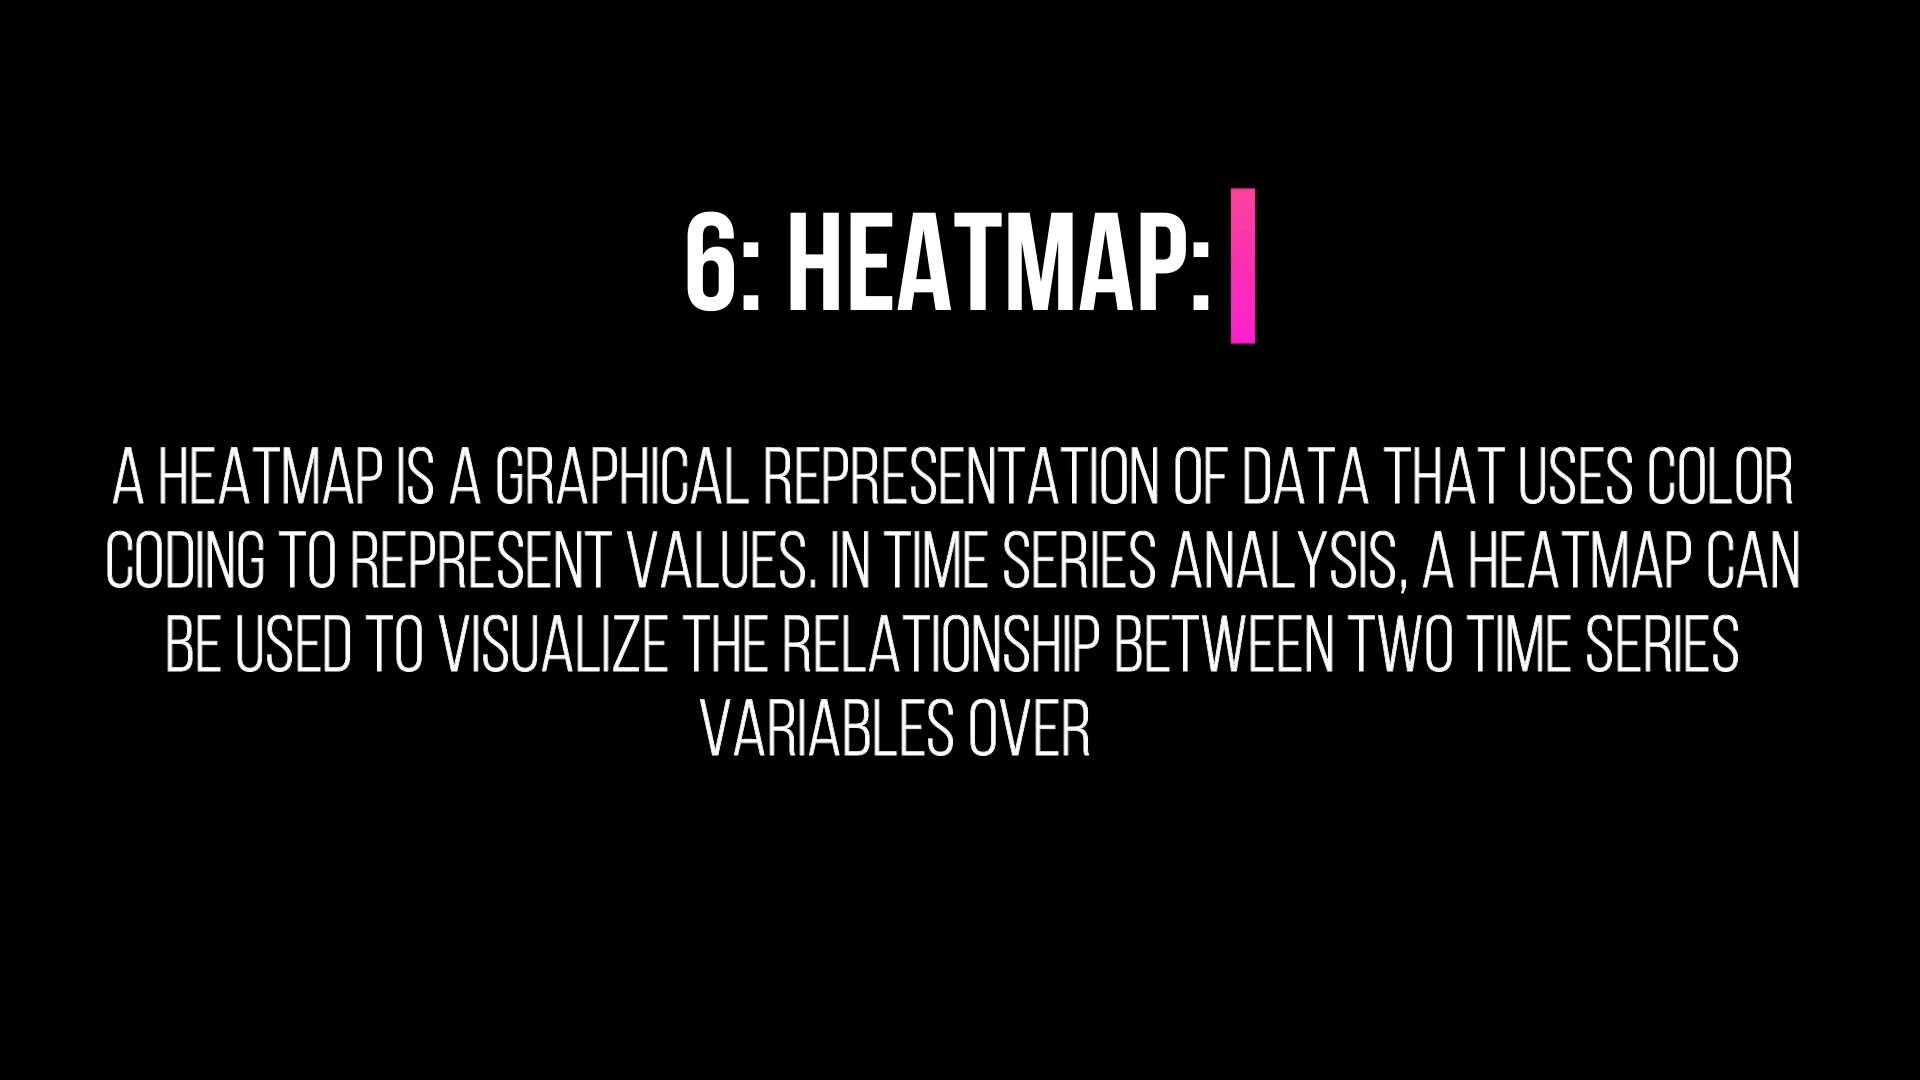 6: HEATMAP:
A HEATMAP IS A GRAPHICAL REPRESENTATION OF DATA THAT USES COLOR
CODING TO REPRESENT VALUES. IN TIME SERIES ANALYSIS, A HEATMAP CAN
BE USED TO VISUALIZE THE RELATIONSHIP BETWEEN TWO TIME SERIES
VARIABLES OVER